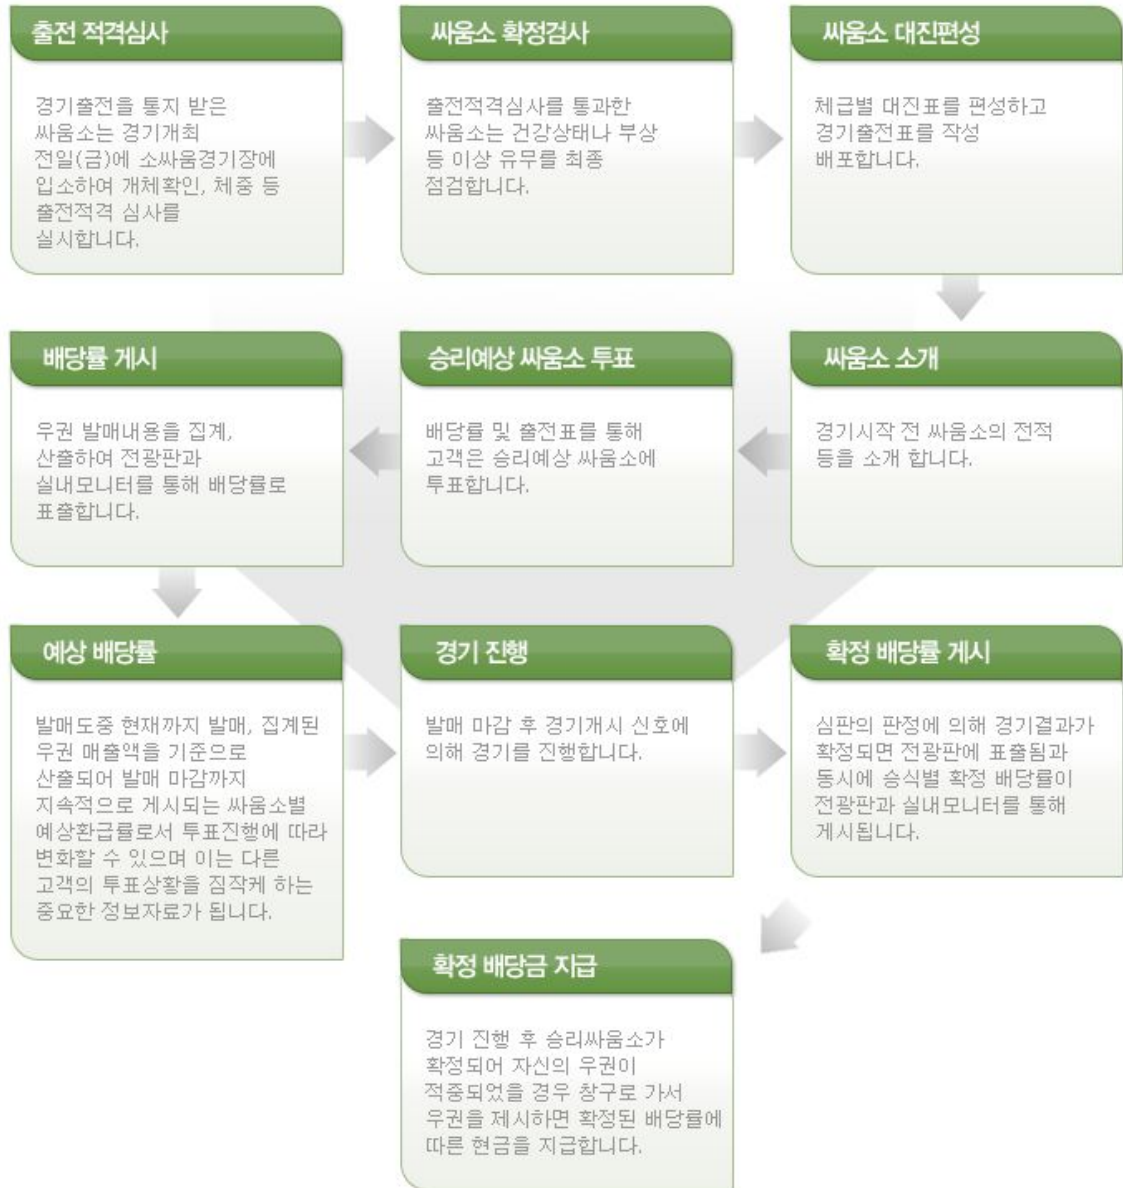 출전 적격심사
경기출전을 통지 받은
싸움소는 경기개최
전일(금)에 소싸움경기장에
입소하여 개체확인, 체중 등
출전적격 심사를
실시합니다.
싸움소 확정검사
출전적격심사를 통과한
싸움소는 건강상태나 부상
등 이상 유무를 최종
점검합니다.
싸움소 대진편성
체급별 대진표를 편성하고
경기출전표를 작성
배포합니다.
싸움소 소개
경기시작 전 싸움소의 전적
등을 소개 합니다.
승리예상 싸움소 투표
배당률 및 출전표를 통해
고객은 승리예상 싸움소에
투표합니다.
배당률 게시
우권 발매내용을 집계,
산출하여 전광판과
실내모니터를 통해 배당률로
표출합니다.
예상 배당률
발매도중 현재까지 발매, 집계된
우권 매출액을 기준으로
산출되어 발매 마감까지
지속적으로 게시되는 싸움소별
예상환급률로서 투표진행에 따라
변화할 수 있으며 이는 다른
고객의 투표상황을 짐작케 하는
중요한 정보자료가 됩니다.
경기 진행
발매 마감 후 경기개시 신호에
의해 경기를 진행합니다.
확정 배당률 게시
심판의 판정에 의해 경기결과가
확정되면 전광판에 표출됨과
동시에 승식별 확정 배당률이
전광판과 실내모니터를 통해
게시됩니다.
확정 배당금 지급
경기 진행 후 승리싸움소가
확정되어 자신의 우권이
적중되었을 경우 창구로 가서
우권을 제시하면 확정된 배당률에
따른 현금을 지급합니다.